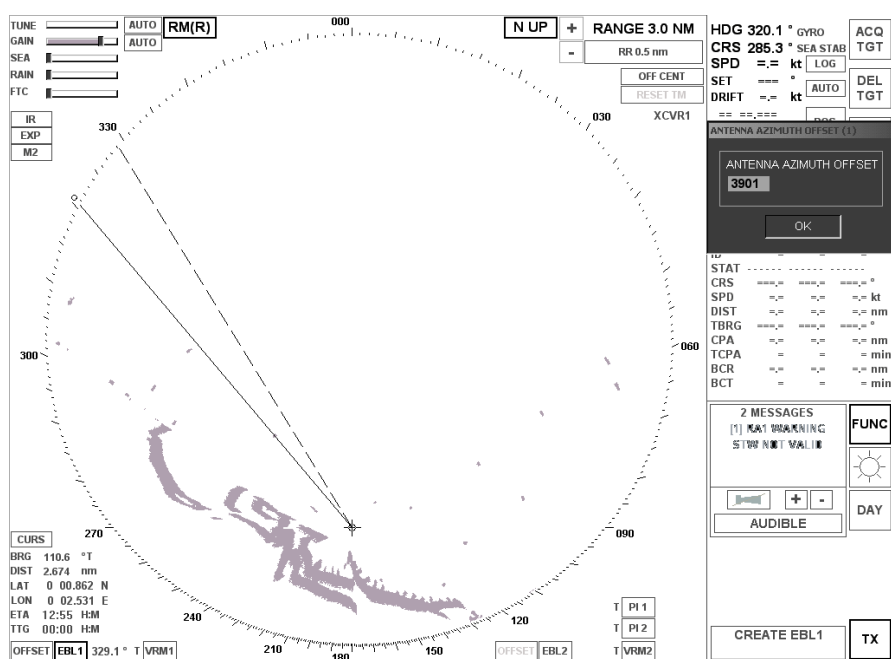 TUNE AUTO RM(R) 000 N UP + RANGE 3.0 NM HDG 320.1 ° GYRO ACQ TGT
GAIN AUTO - RR 0.5 nm CRS 285.3 ° SEA STAB
SEA SPD =.= kt LOG
RAIN OFF CENT SET === ° AUTO DEL TGT
FTC RESET TM DRIFT =.= kt
XCVR1 == ==.===
IR
EXP
M2
330
030
ANTENNA AZIMUTH OFFSET (1)
ANTENNA AZIMUTH OFFSET
3901
OK
STAT ------ ------ ------
CRS ===.= ===.= ===.= °
SPD =.= =.= =.= kt
DIST =.= =.= =.= nm
TBRG ===.= ===.= ===.= °
CPA =.= =.= =.= nm
TCPA = = = min
BCR =.= =.= =.= nm
BCT = = = min
300
060
2 MESSAGES
[1] KA1 WARNING
STW NOT VALID
FUNC
+ -
AUDIBLE
DAY
270
090
CURS
BRG 110.6 °T
DIST 2.674 nm
LAT 0 00.862 N
LON 0 02.531 E
ETA 12:55 H:M
TTG 00:00 H:M
240
120
T PI 1
T PI 2
210
180
150
OFFSET EBL1 329.1 ° T VRM1
OFFSET EBL2
T VRM2
CREATE EBL1
TX